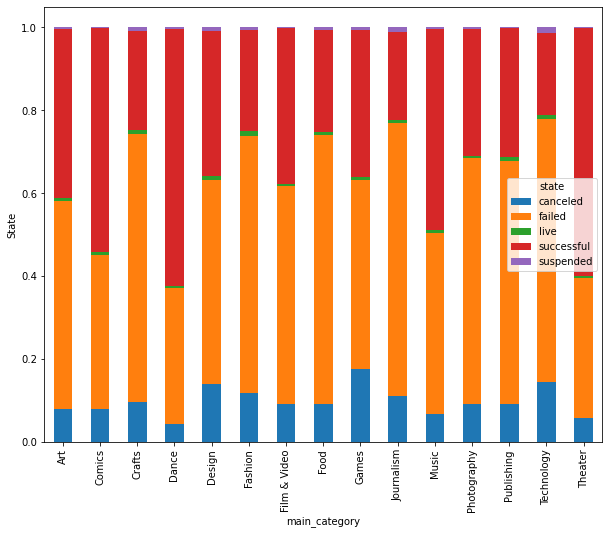 1.0
0.8
0.6
0.4
0.2
0.0
State
state
canceled
failed
live
successful
suspended
Art
Comics
Crafts
Dance
Design
Fashion
Film & Video
Food
Games
Journalism
Music
Photography
Publishing
Technology
Theater
main_category